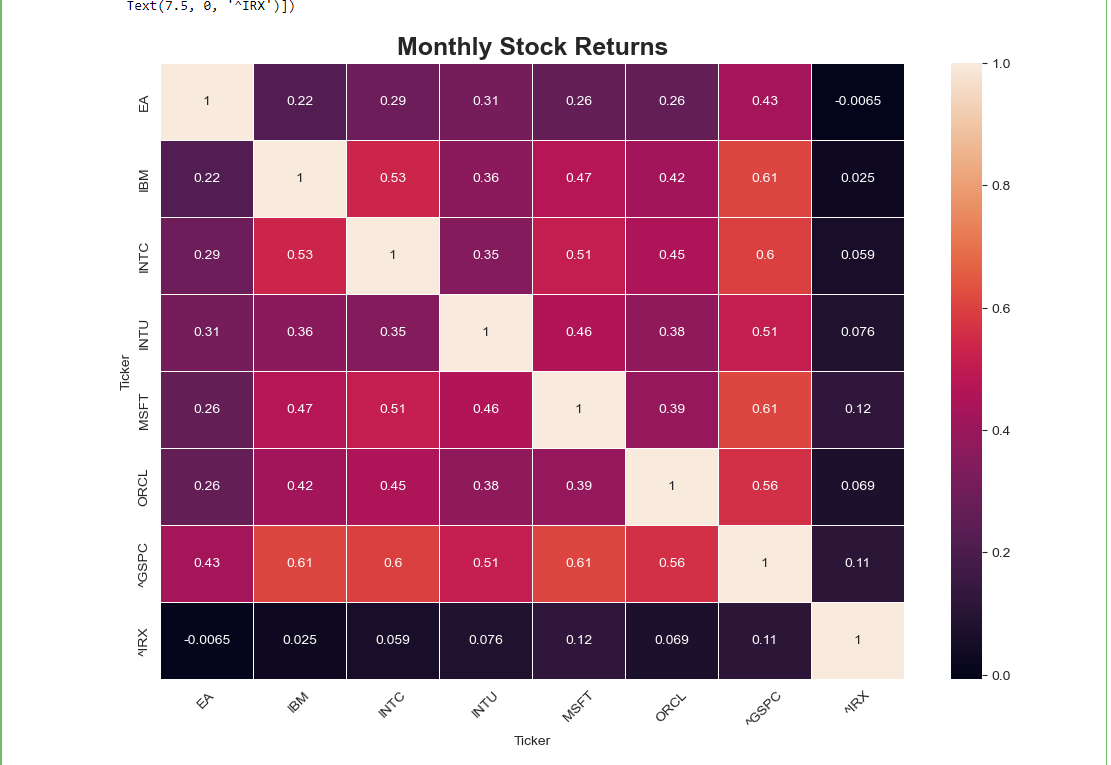 Text(7.5, 0, '^IRX')])
Monthly Stock Returns
EA 1 0.22 0.29 0.31 0.26 0.26 0.43 -0.0065
IBM 0.22 1 0.53 0.36 0.47 0.42 0.61 0.025
INTC 0.29 0.53 1 0.35 0.51 0.45 0.6 0.059
INTU 0.31 0.36 0.35 1 0.46 0.38 0.51 0.076
Ticker
MSFT 0.26 0.47 0.51 0.46 1 0.39 0.61 0.12
ORCL 0.26 0.42 0.45 0.38 0.39 1 0.56 0.069
^GSPC 0.43 0.61 0.6 0.51 0.61 0.56 1 0.11
^IRX -0.0065 0.025 0.059 0.076 0.12 0.069 0.11 1
EA IBM INTC INTU MSFT ORCL ^GSPC ^IRX
Ticker
1.0
0.8
0.6
0.4
0.2
0.0